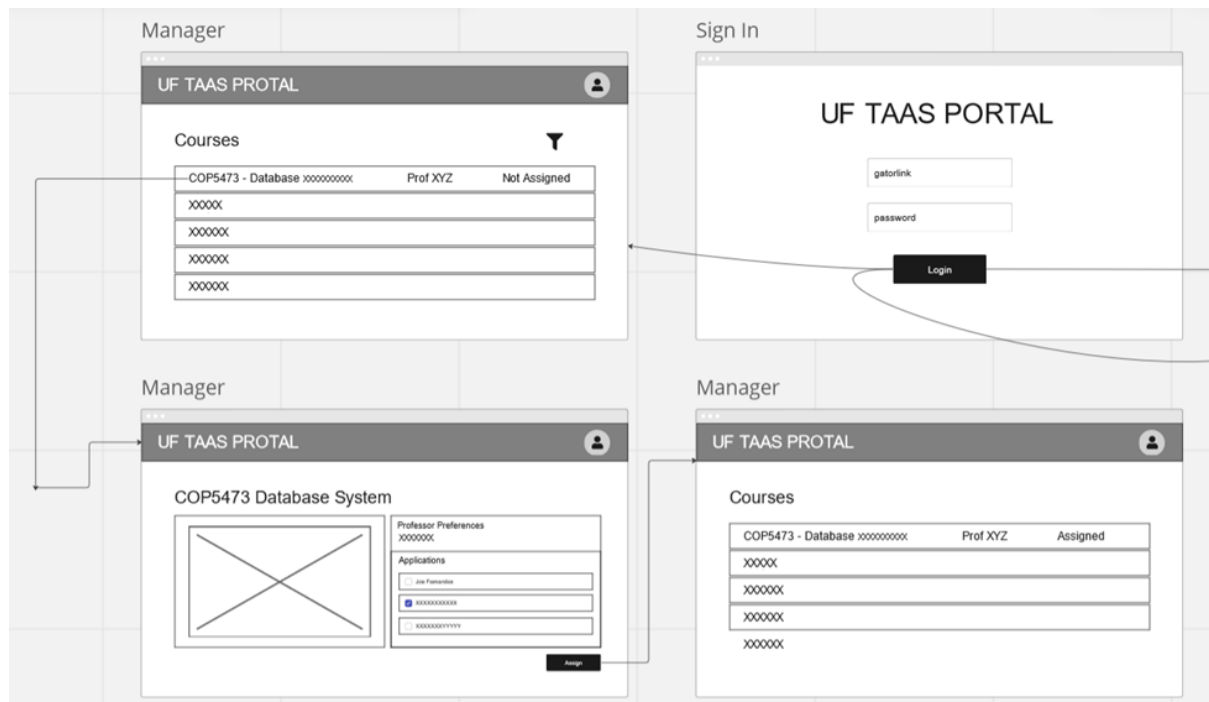 Manager
UF TAAS PROTAL
Courses
COP5473 - Database xxxxxxxxxx Prof XYZ Not Assigned
XXXXX
XXXXXX
XXXXXX
XXXXXX
Sign In
UF TAAS PORTAL
gatorlink
password
Login
Manager
UF TAAS PROTAL
COP5473 Database System
Professor Preferences
XXXXXXX
Applications
Joe Fernandes
XXXXXXXXXXX
XXXXXXXYYYYY
Assign
Manager
UF TAAS PROTAL
Courses
COP5473 - Database xxxxxxxxxx Prof XYZ Assigned
XXXXX
XXXXXX
XXXXXX
XXXXXX